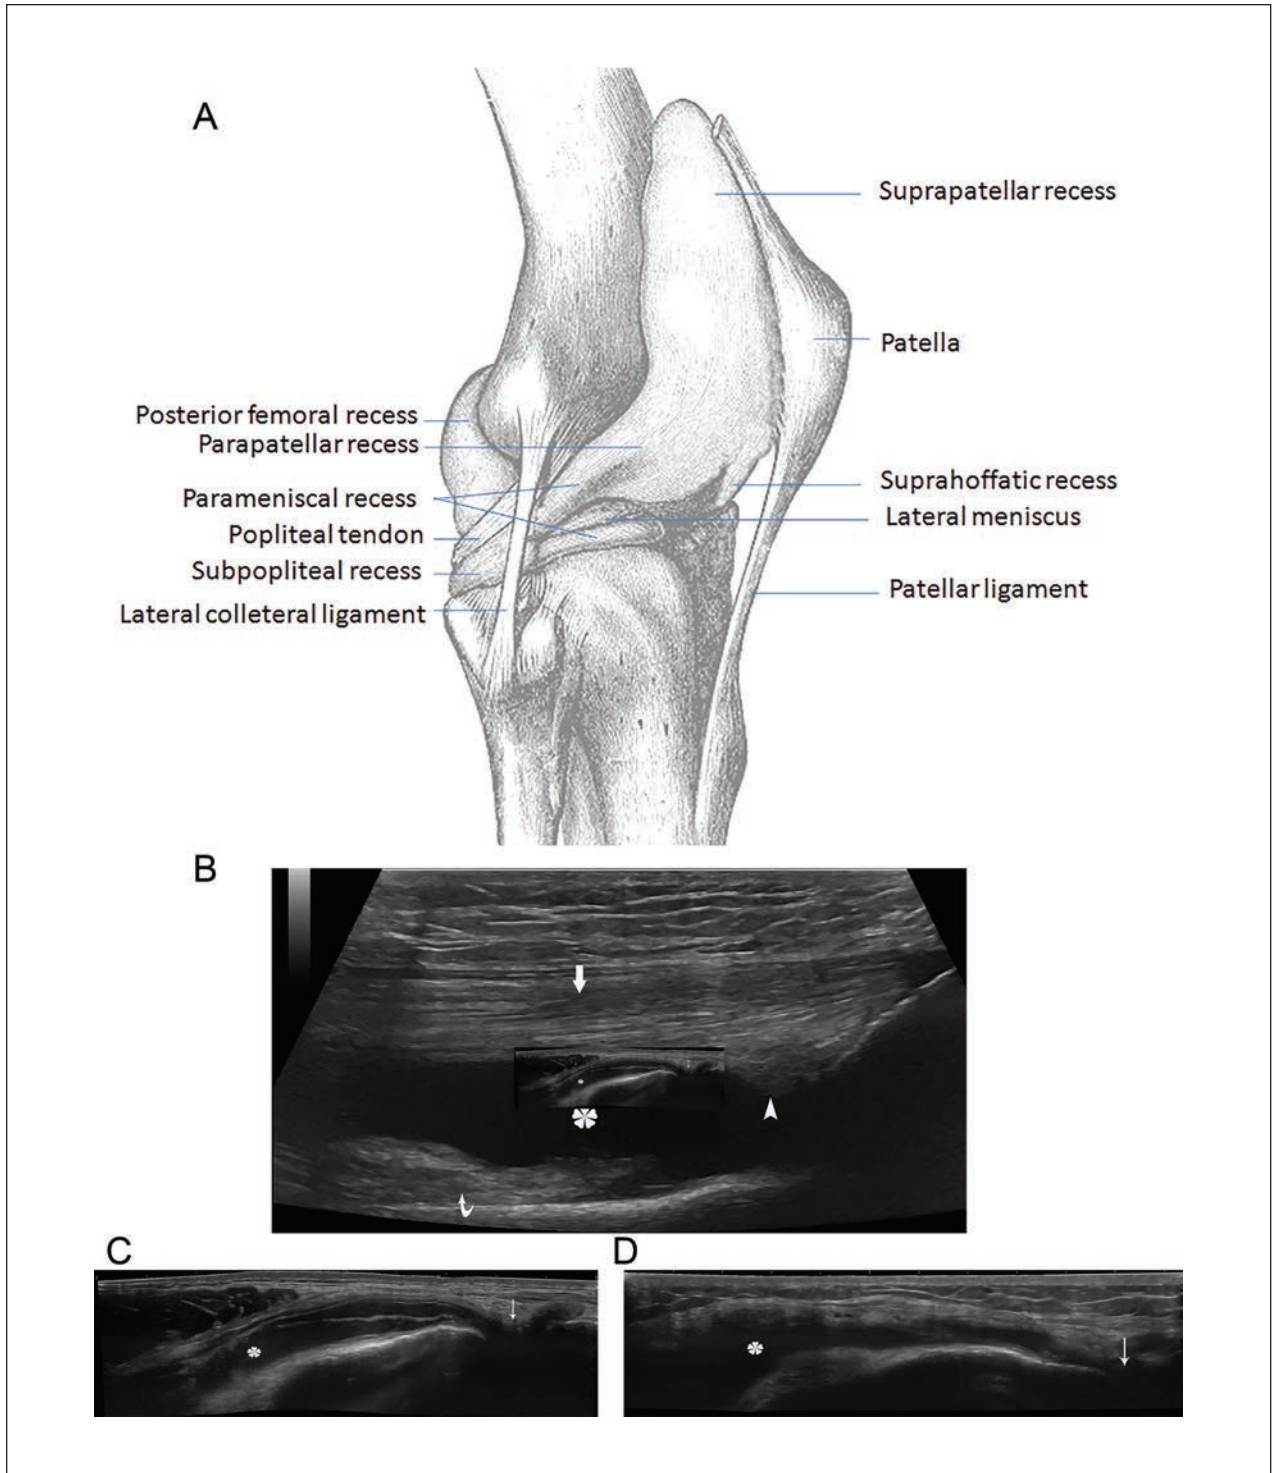 A
Suprapatellar recess
Patella
Posterior femoral recess
Parapatellar recess
Suprahoffatic recess
Parameniscal recess
Lateral meniscus
Popliteal tendon
Subpopliteal recess
Patellar ligament
Lateral colleteral ligament
B
C
D